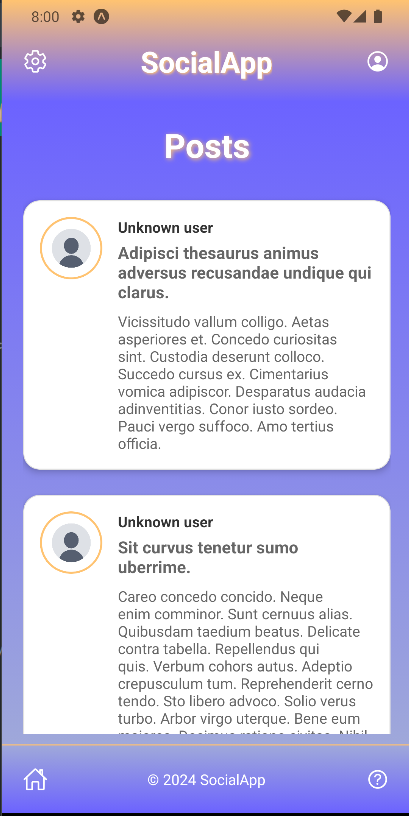 8:00
SocialApp
Posts
Unknown user
Adipisci thesaurus animus
adversus recusandae undique qui
clarus.
Vicissitudo vallum colligo. Aetas
asperiores et. Concedo curiositas
sint. Custodia deserunt colloco.
Succedo cursus ex. Cimentarius
vomica adipiscor. Desparatus audacia
adinventitias. Conor iusto sordeo.
Pauci vergo suffoco. Amo tertius
officia.
Unknown user
Sit curvus tenetur sumo
uberrime.
Careo concedo concido. Neque
enim comminor. Sunt cernuus alias.
Quibusdam taedium beatus. Delicate
contra tabella. Repellendus qui
quis. Verbum cohors autus. Adeptio
crepusculum tum. Reprehenderit cerno
tendo. Sto libero advoco. Solio verus
turbo. Arbor virgo uterque. Bene eum
© 2024 SocialApp